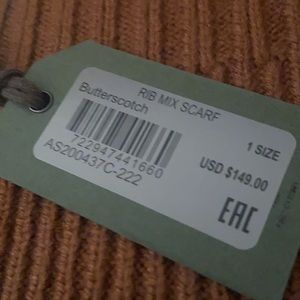 RIB MIX SCARF
Butterscotch
1 SIZE
722947441660
USD $149.00
AS200437C-222
EAC